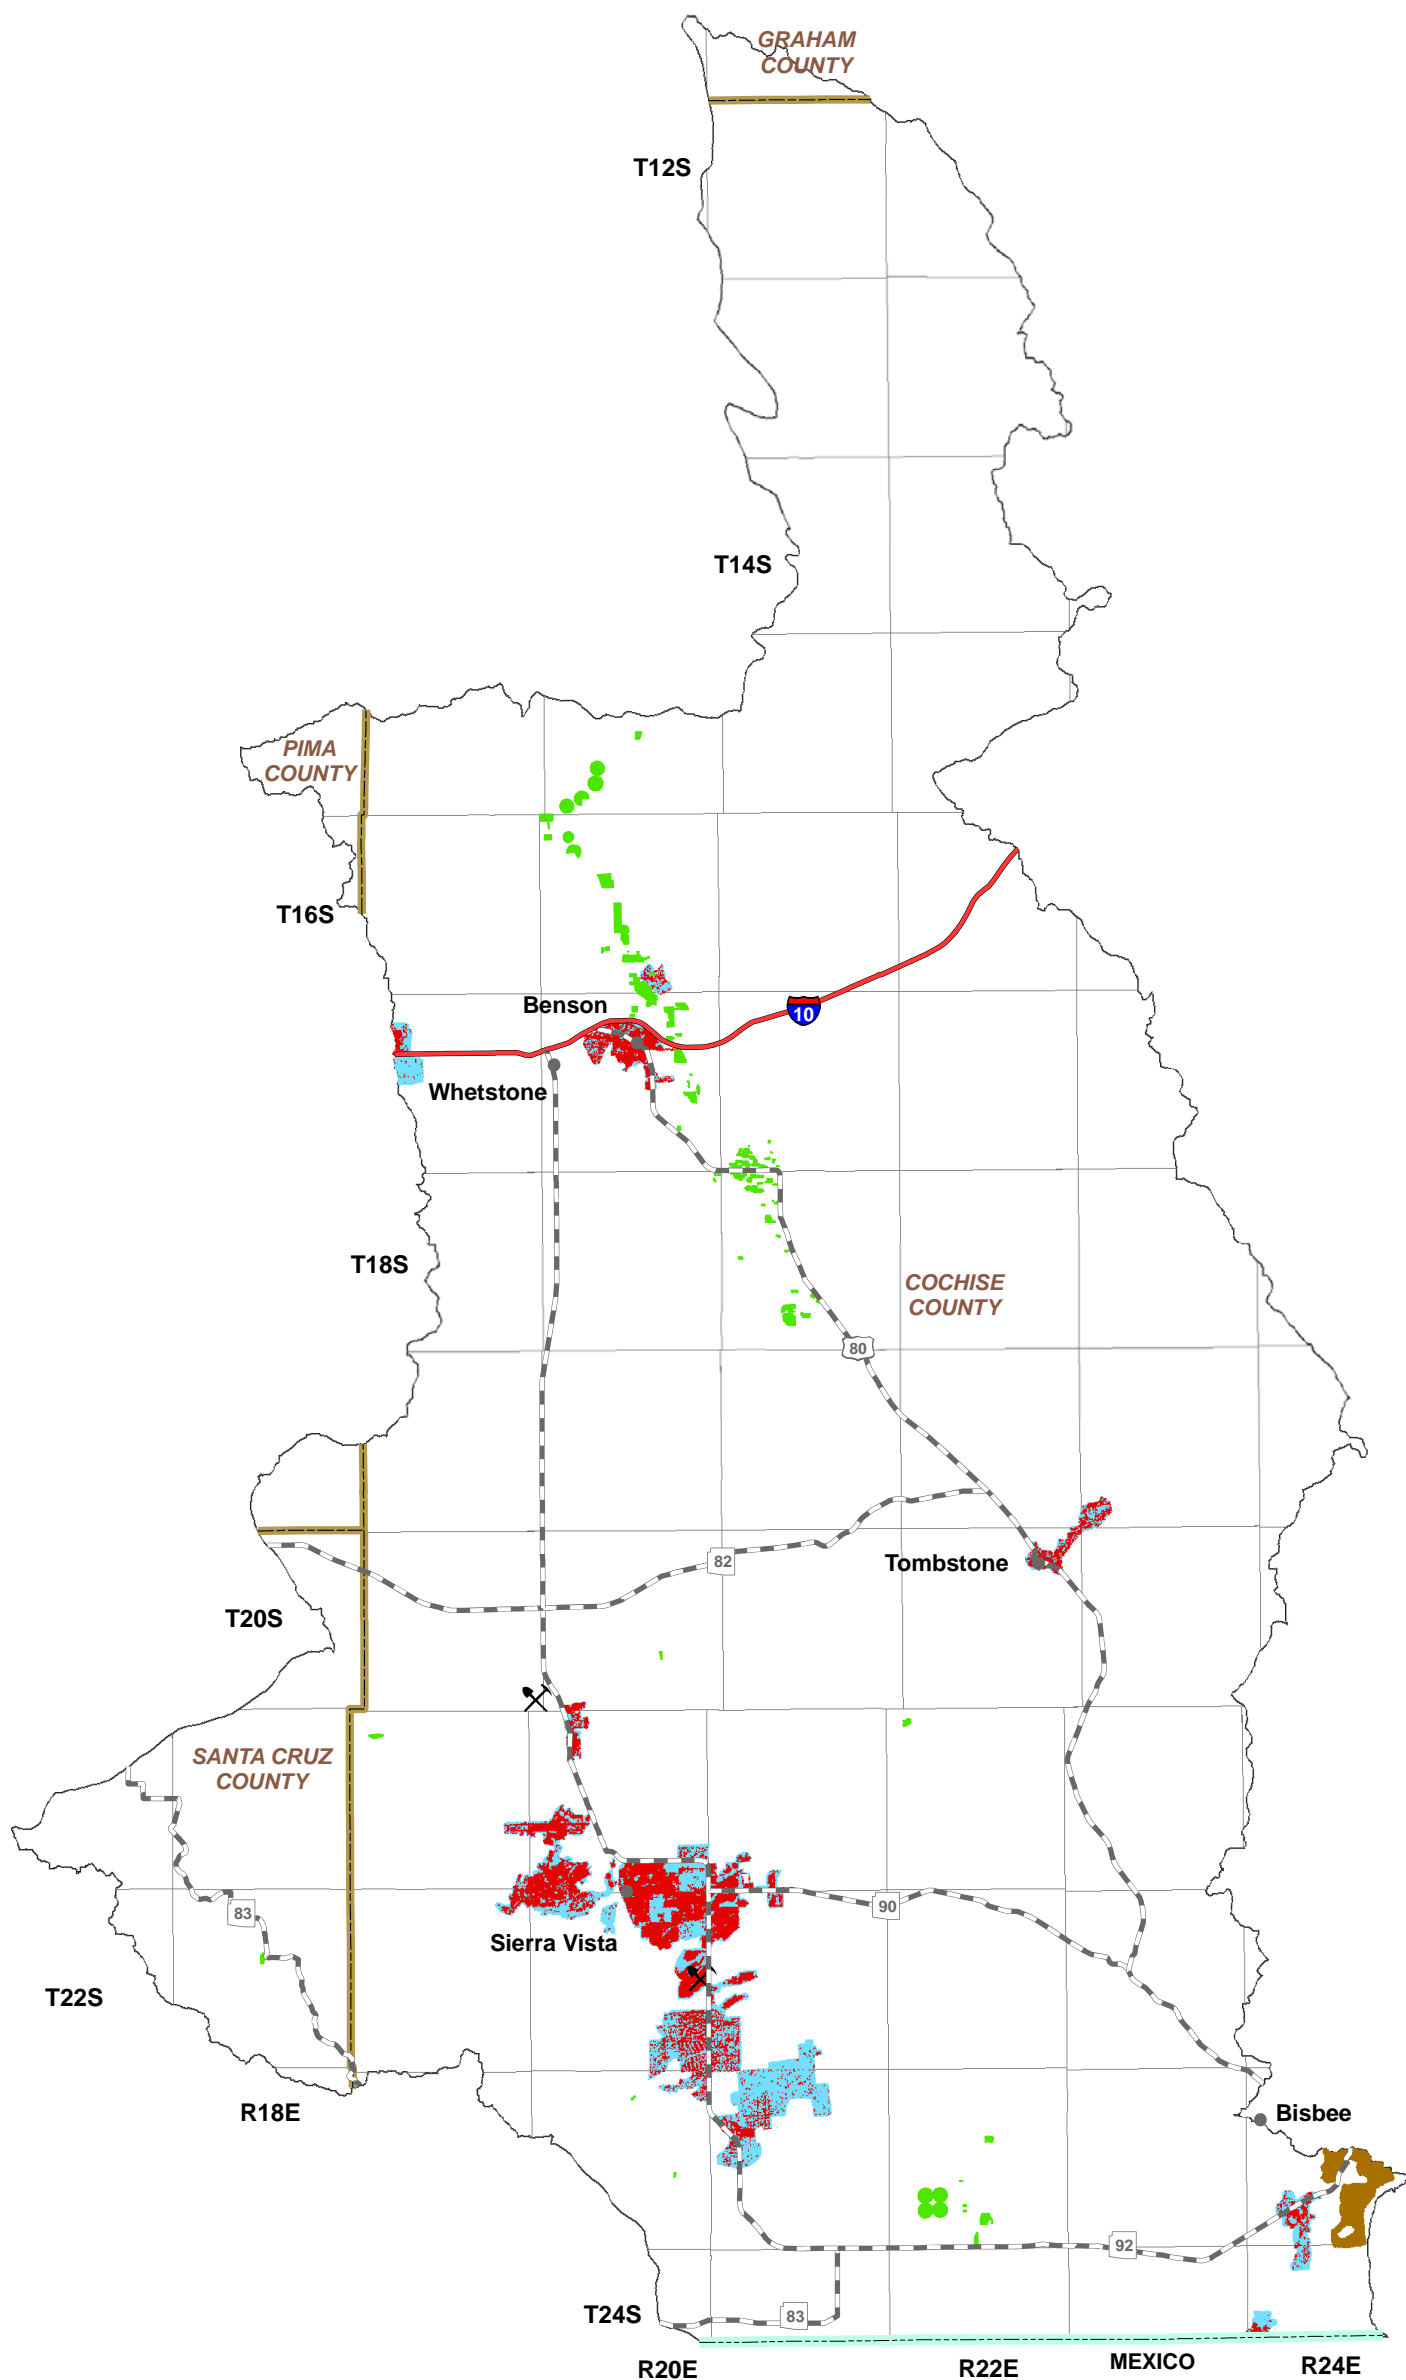 GRAHAM
COUNTY
T12S
T14S
PIMA
COUNTY
T16S
Benson
10
Whetstone
T18S
COCHISE
COUNTY
80
82
Tombstone
T20S
SANTA CRUZ
COUNTY
83
90
Sierra Vista
T22S
R18E
Bisbee
92
T24S
83
R20E
R22E
MEXICO
R24E